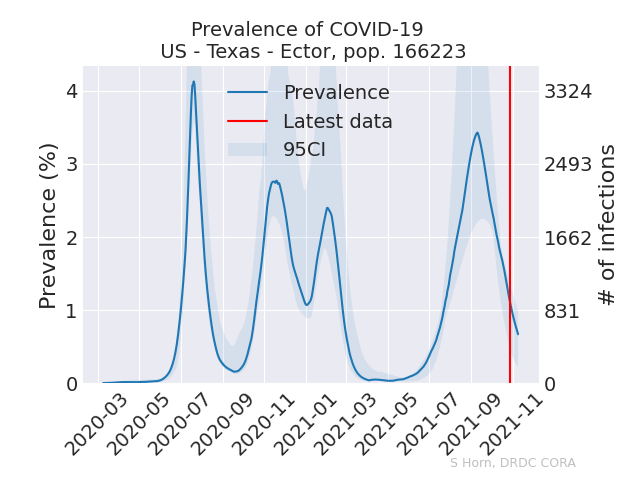 Prevalence of COVID-19
US - Texas - Ector, pop. 166223
Prevalence (%)
4
3
2
1
0
Prevalence
Latest data
95CI
3324
2493
1662
831
0
# of infections
2020-03
2020-05
2020-07
2020-09
2020-11
2021-01
2021-03
2021-05
2021-07
2021-09
2021-11
S Horn, DRDC CORA